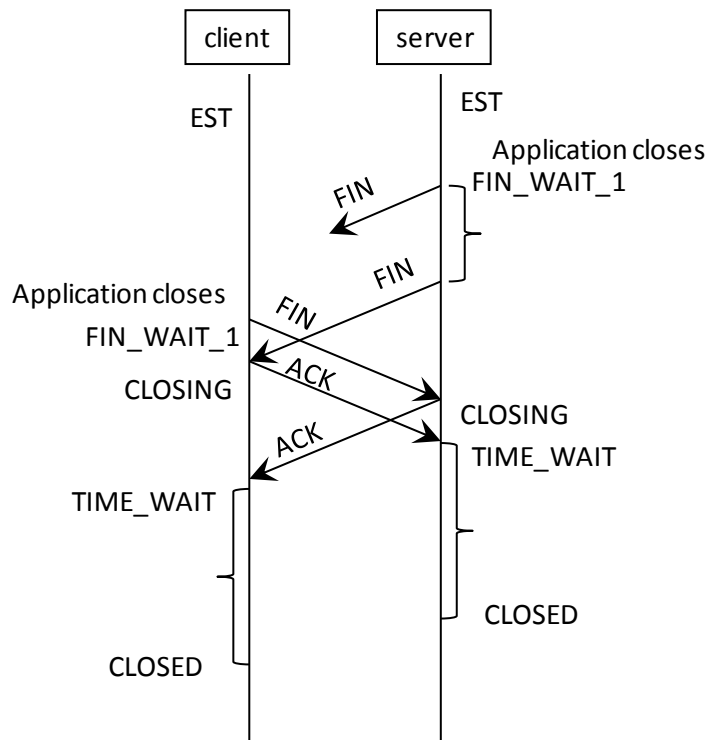 client
server
EST
EST
Application closes
FIN_WAIT_1
FIN
FIN
Application closes
FIN
FIN_WAIT_1
ACK
CLOSING
CLOSING
ACK
TIME_WAIT
TIME_WAIT
CLOSED
CLOSED